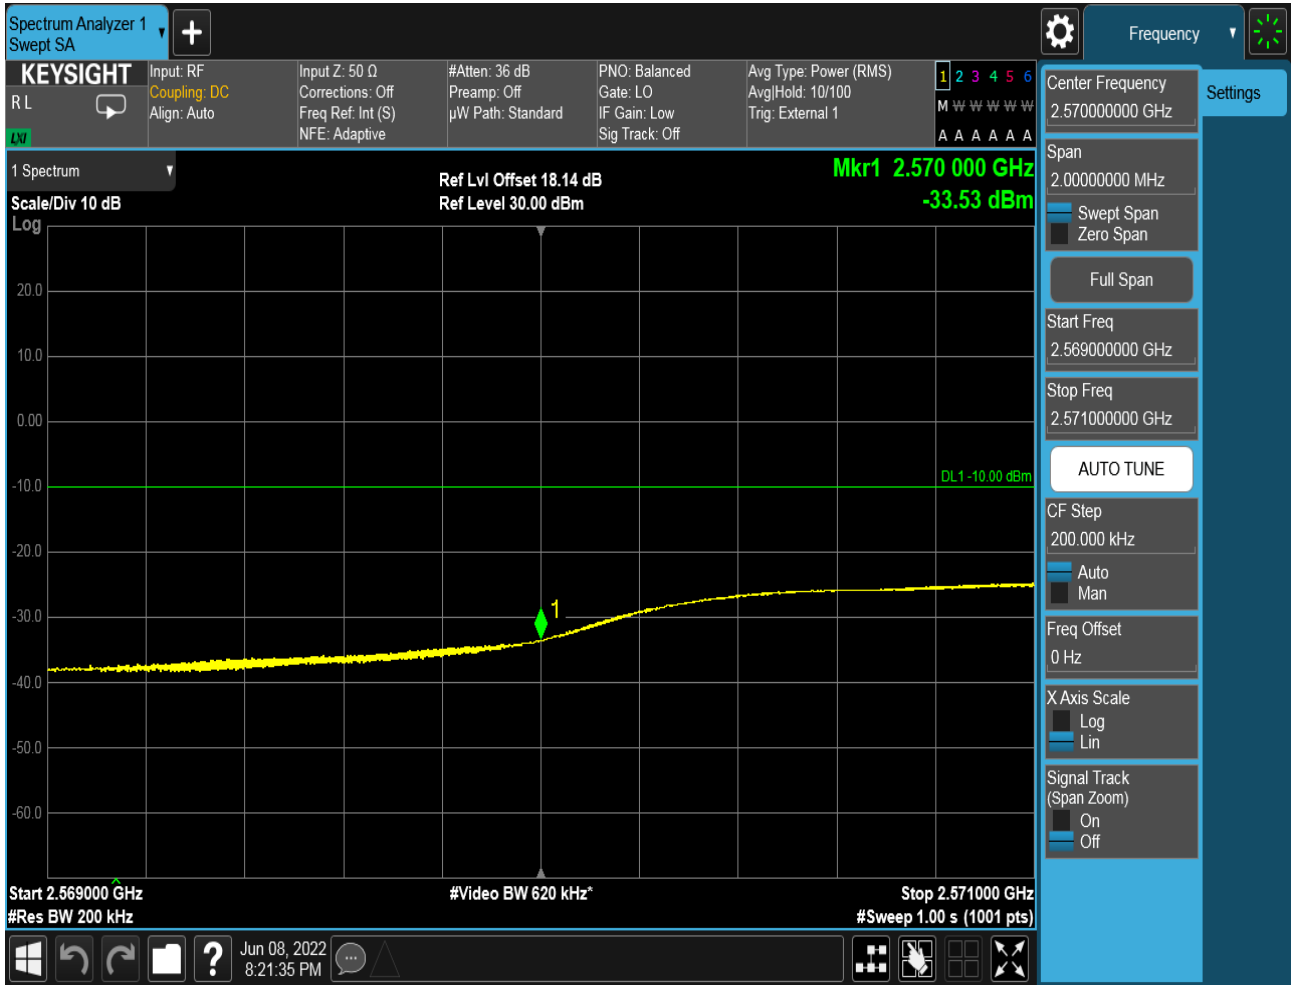 Spectrum Analyzer 1
Swept SA
Frequency
KEYSIGHT
R L
LXI
Input: RF
Coupling: DC
Align: Auto
Input Z: 50 Ω
Corrections: Off
Freq Ref: Int (S)
NFE: Adaptive
#Atten: 36 dB
Preamp: Off
µW Path: Standard
PNO: Balanced
Gate: LO
IF Gain: Low
Sig Track: Off
Avg Type: Power (RMS)
Avg|Hold: 10/100
Trig: External 1
1 2 3 4 5 6
M W W W W W
A A A A A A
1 Spectrum
Scale/Div 10 dB
Log
Ref Lvl Offset 18.14 dB
Ref Level 30.00 dBm
Mkr1 2.570 000 GHz
-33.53 dBm
20.0
10.0
0.00
-10.0
-20.0
-30.0
-40.0
-50.0
-60.0
DL1 -10.00 dBm
1
Start 2.569000 GHz
#Res BW 200 kHz
#Video BW 620 kHz*
Stop 2.571000 GHz
#Sweep 1.00 s (1001 pts)
Center Frequency
2.570000000 GHz
Settings
Span
2.00000000 MHz
Swept Span
Zero Span
Full Span
Start Freq
2.569000000 GHz
Stop Freq
2.571000000 GHz
AUTO TUNE
CF Step
200.000 kHz
Auto
Man
Freq Offset
0 Hz
X Axis Scale
Log
Lin
Signal Track
(Span Zoom)
On
Off
?
Jun 08, 2022
8:21:35 PM